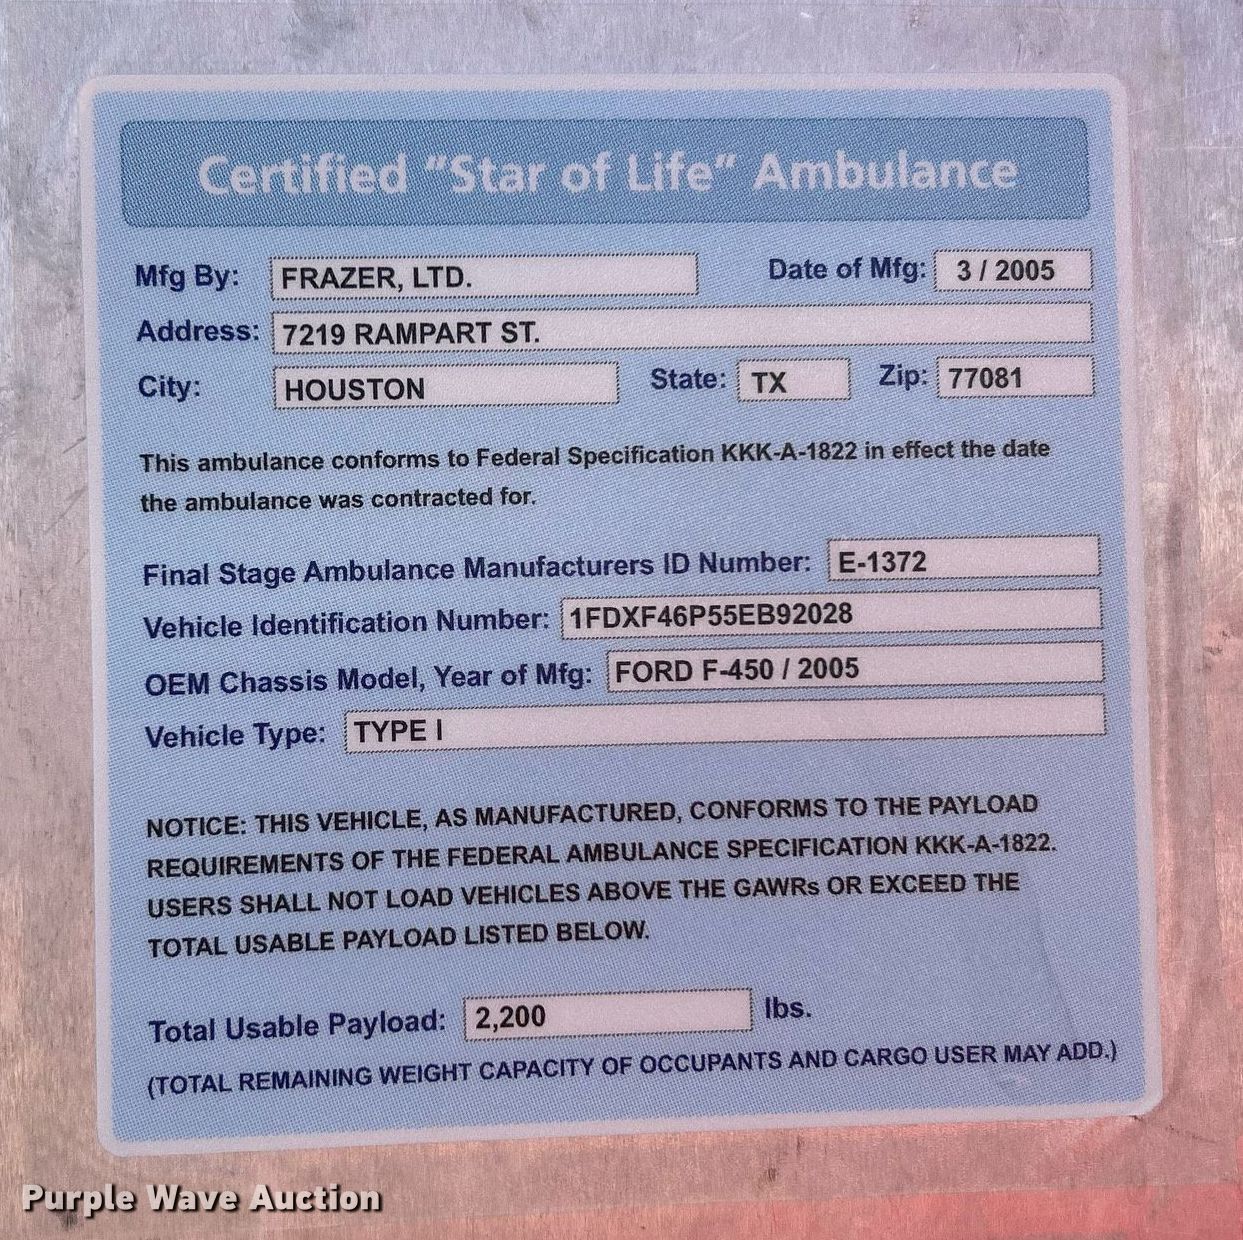 Certified "Star of Life" Ambulance
Mfg By: FRAZER, LTD. Date of Mfg: 3 / 2005
Address: 7219 RAMPART ST.
City: HOUSTON State: TX Zip: 77081
This ambulance conforms to Federal Specification KKK-A-1822 in effect the date
the ambulance was contracted for.
Final Stage Ambulance Manufacturers ID Number: E-1372
Vehicle Identification Number: 1FDXF46P55EB92028
OEM Chassis Model, Year of Mfg: FORD F-450 / 2005
Vehicle Type: TYPE I
NOTICE: THIS VEHICLE, AS MANUFACTURED, CONFORMS TO THE PAYLOAD
REQUIREMENTS OF THE FEDERAL AMBULANCE SPECIFICATION KKK-A-1822.
USERS SHALL NOT LOAD VEHICLES ABOVE THE GAWRs OR EXCEED THE
TOTAL USABLE PAYLOAD LISTED BELOW.
Total Usable Payload: 2,200 lbs.
(TOTAL REMAINING WEIGHT CAPACITY OF OCCUPANTS AND CARGO USER MAY ADD.)
Purple Wave Auction